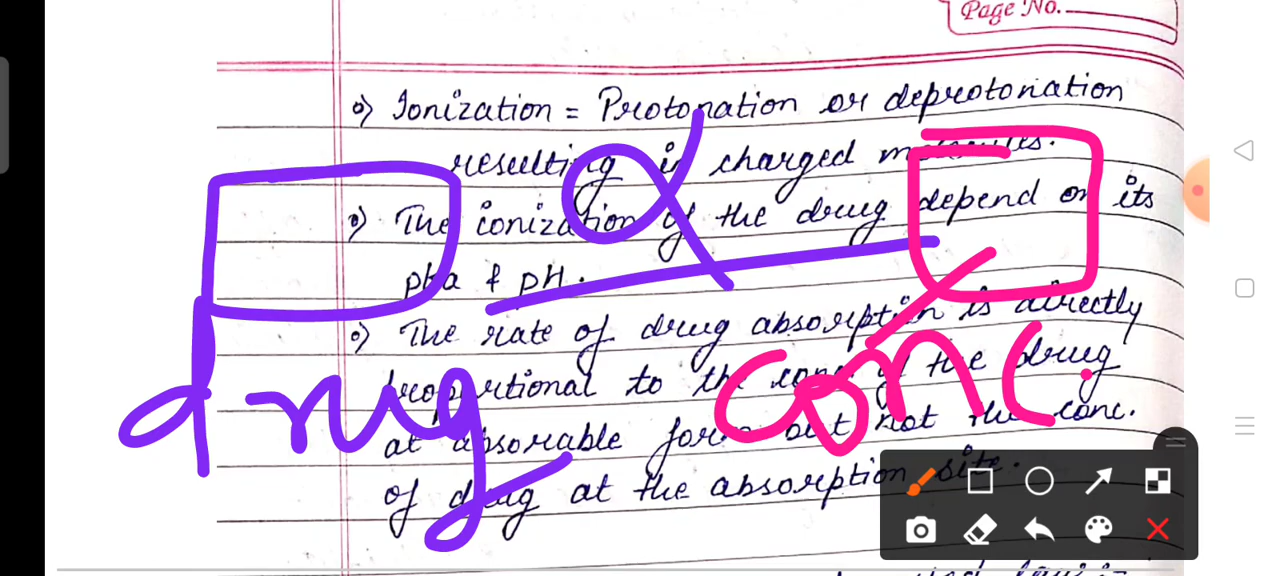 Page No.
Ionization = Protonation or deprotonation
resulting in charged molecules.
The ionization of the drug depend on its
pka & pH.
The rate of drug absorption is directly
proportional to the conc of the drug
at absorable form but not the conc.
of drug at the absorption site.
α
drug
conc